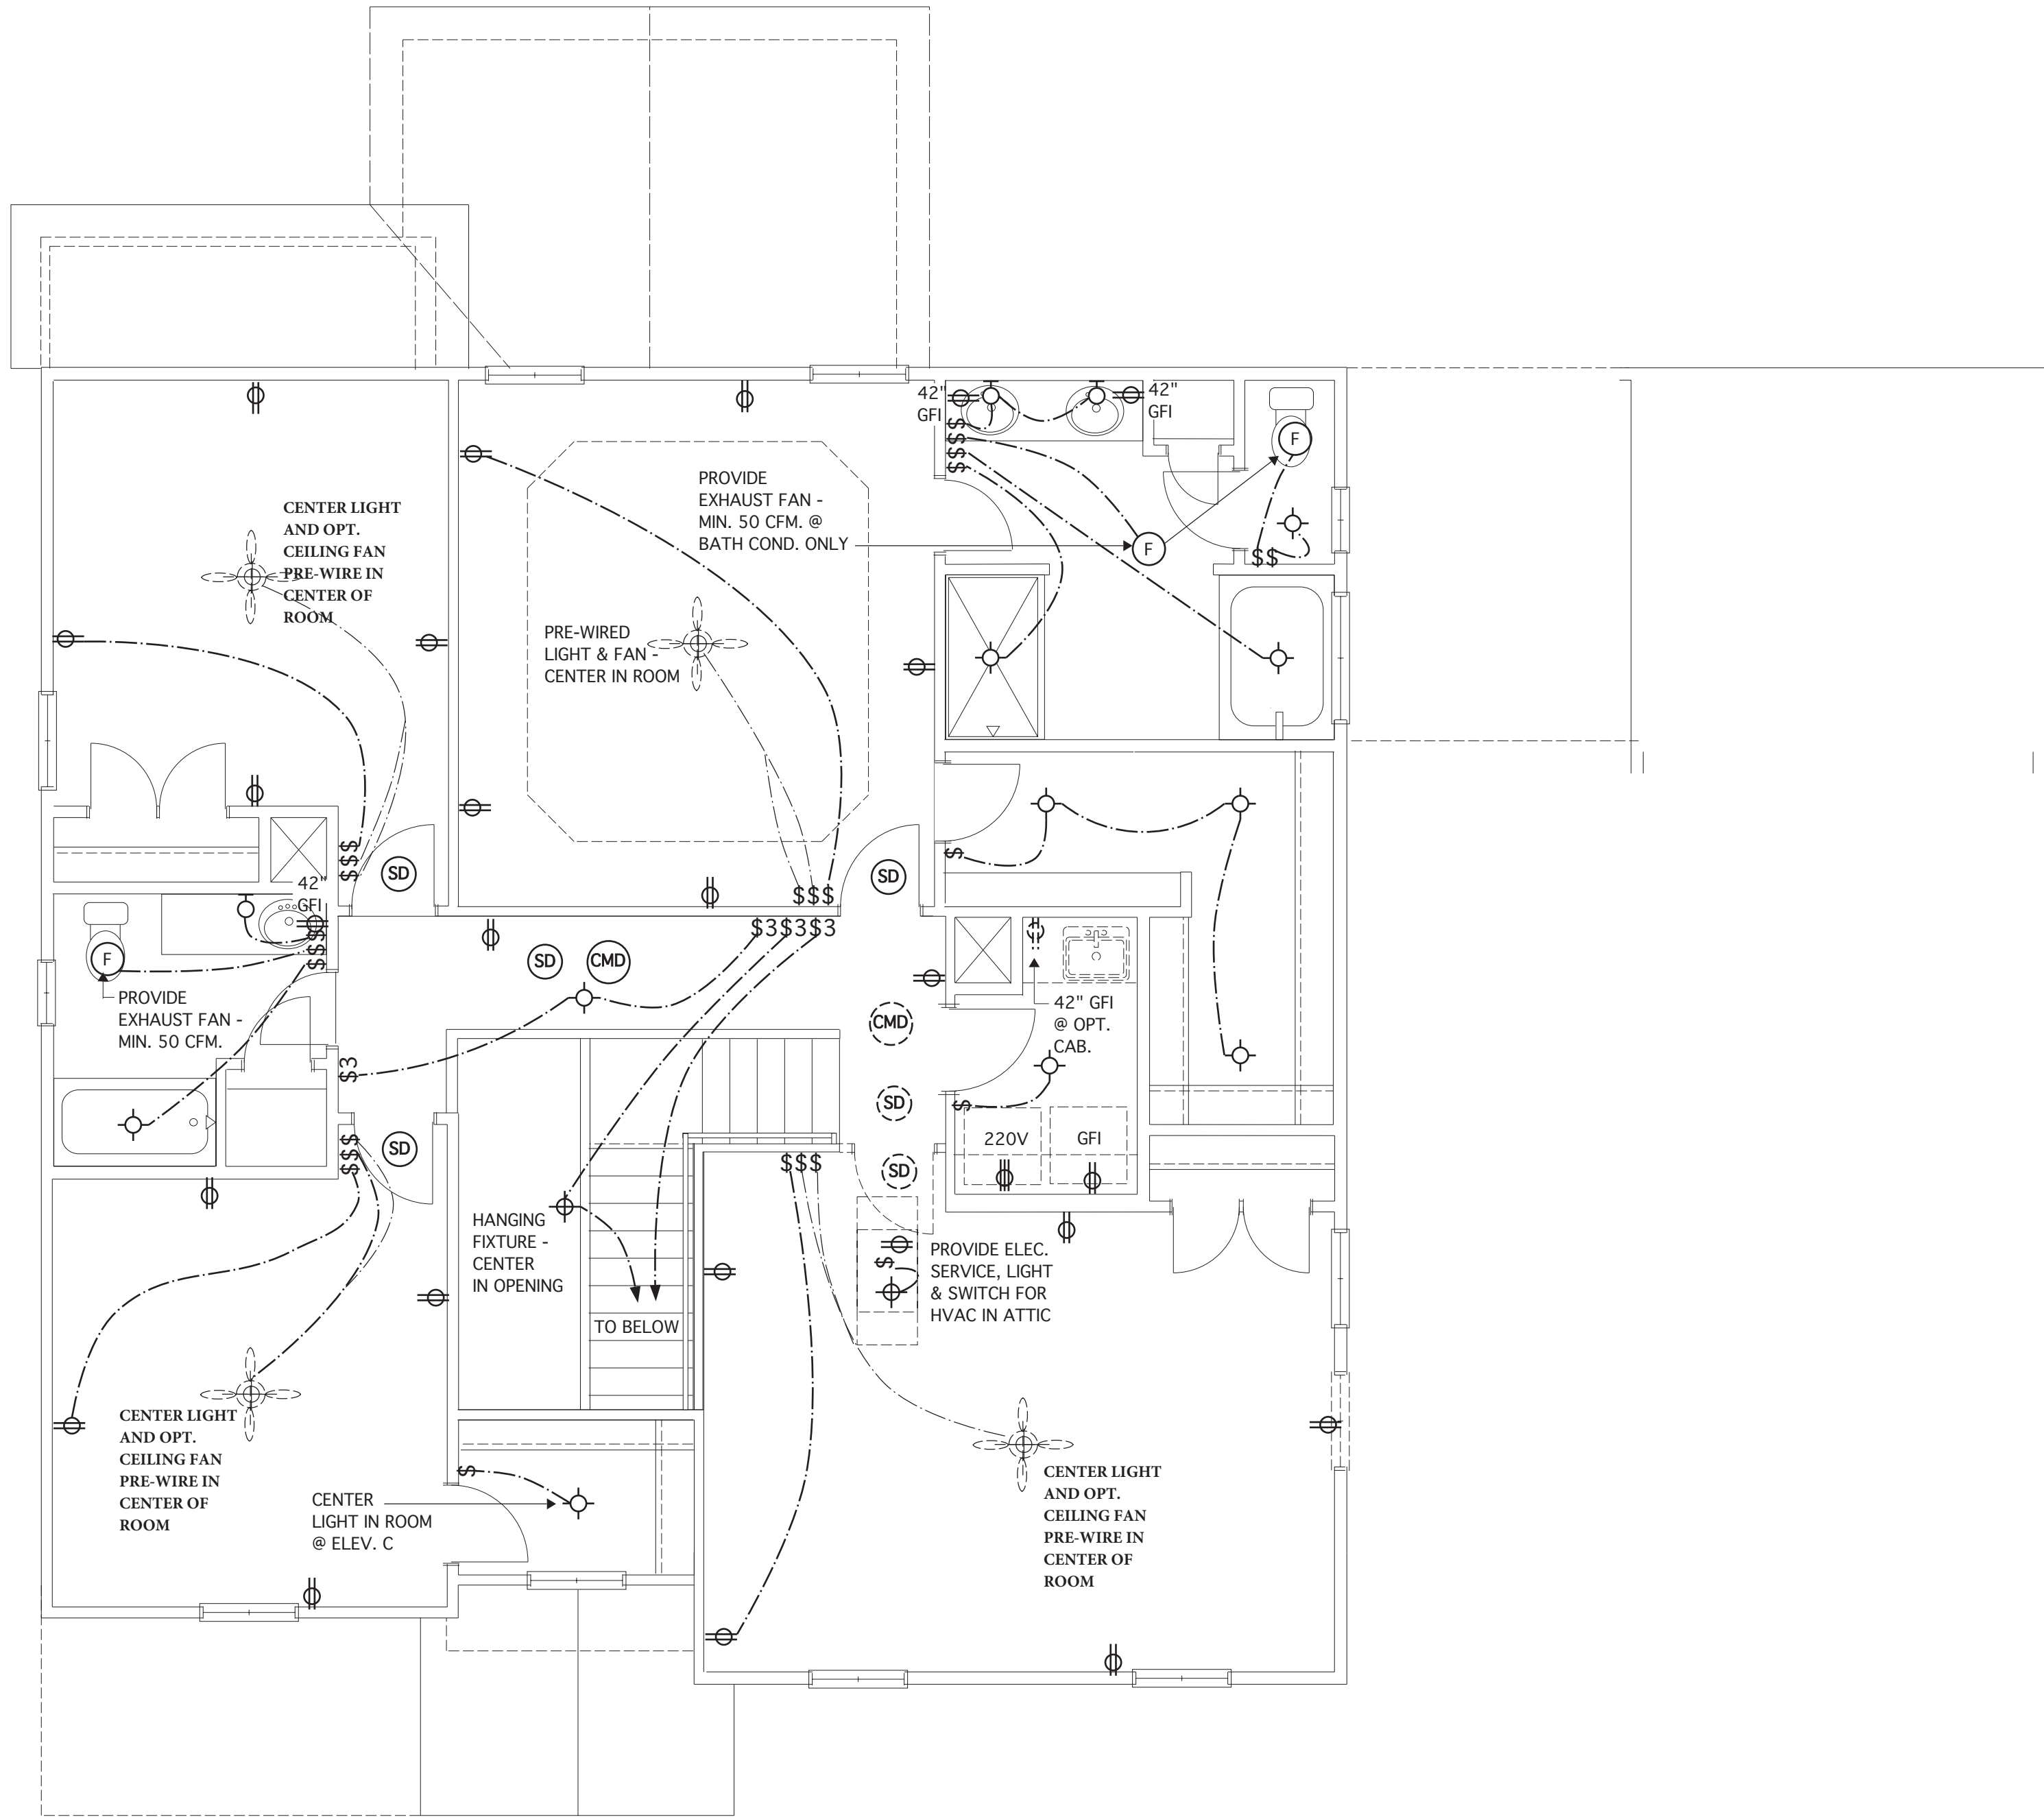 42"
GFI
42"
GFI
F
PROVIDE
EXHAUST FAN -
MIN. 50 CFM. @
BATH COND. ONLY
F
$
$
$
$
$$
CENTER LIGHT
AND OPT.
CEILING FAN
PRE-WIRE IN
CENTER OF
ROOM
PRE-WIRED
LIGHT & FAN -
CENTER IN ROOM
$
$
$
SD
SD
$
42"
GFI
$$$
$3$3$3
F
$
$
$
SD
CMD
PROVIDE
EXHAUST FAN -
MIN. 50 CFM.
42" GFI
@ OPT.
CAB.
CMD
$3
SD
$
220V
GFI
SD
$
$
$
$$$
SD
HANGING
FIXTURE -
CENTER
IN OPENING
PROVIDE ELEC.
SERVICE, LIGHT
& SWITCH FOR
HVAC IN ATTIC
$
TO BELOW
CENTER LIGHT
AND OPT.
CEILING FAN
PRE-WIRE IN
CENTER OF
ROOM
$
CENTER
LIGHT IN ROOM
@ ELEV. C
CENTER LIGHT
AND OPT.
CEILING FAN
PRE-WIRE IN
CENTER OF
ROOM